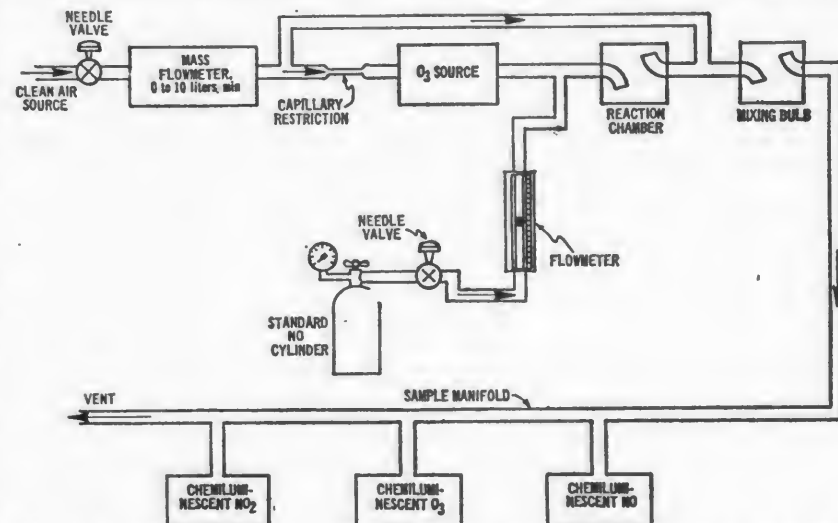 NEEDLE
VALVE
CLEAN AIR
SOURCE
MASS
FLOWMETER,
0 to 10 liters, min
CAPILLARY
RESTRICTION
O3 SOURCE
REACTION
CHAMBER
MIXING BULB
NEEDLE
VALVE
FLOWMETER
STANDARD
NO
CYLINDER
VENT
SAMPLE MANIFOLD
CHEMILUMI-
NESCENT NO2
CHEMILUMI-
NESCENT O3
CHEMILUMI-
NESCENT NO